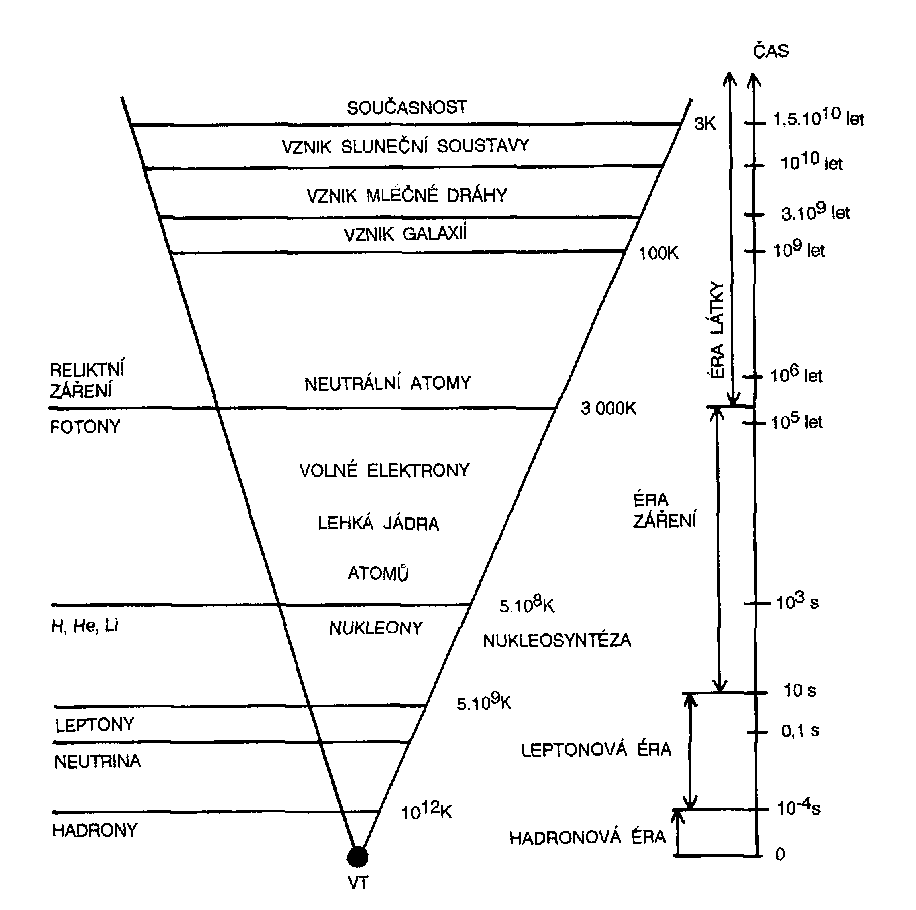 ČAS
SOUČASNOST
3K
1,5.10¹⁰ let
VZNIK SLUNEČNÍ SOUSTAVY
10¹⁰ let
VZNIK MLÉČNÉ DRÁHY
3.10⁹ let
VZNIK GALAXIÍ
100K
10⁹ let
ÉRA LÁTKY
RELIKTNÍ
ZÁŘENÍ
NEUTRÁLNÍ ATOMY
10⁶ let
3 000K
FOTONY
10⁵ let
VOLNÉ ELEKTRONY
ÉRA
ZÁŘENÍ
LEHKÁ JÁDRA
ATOMŮ
5.10⁸K
10³ s
H, He, Li
NUKLEONY
NUKLEOSYNTÉZA
10 s
5.10⁹K
LEPTONY
0,1 s
LEPTONOVÁ ÉRA
NEUTRINA
10¹²K
10⁻⁴s
HADRONY
HADRONOVÁ ÉRA
0
VT